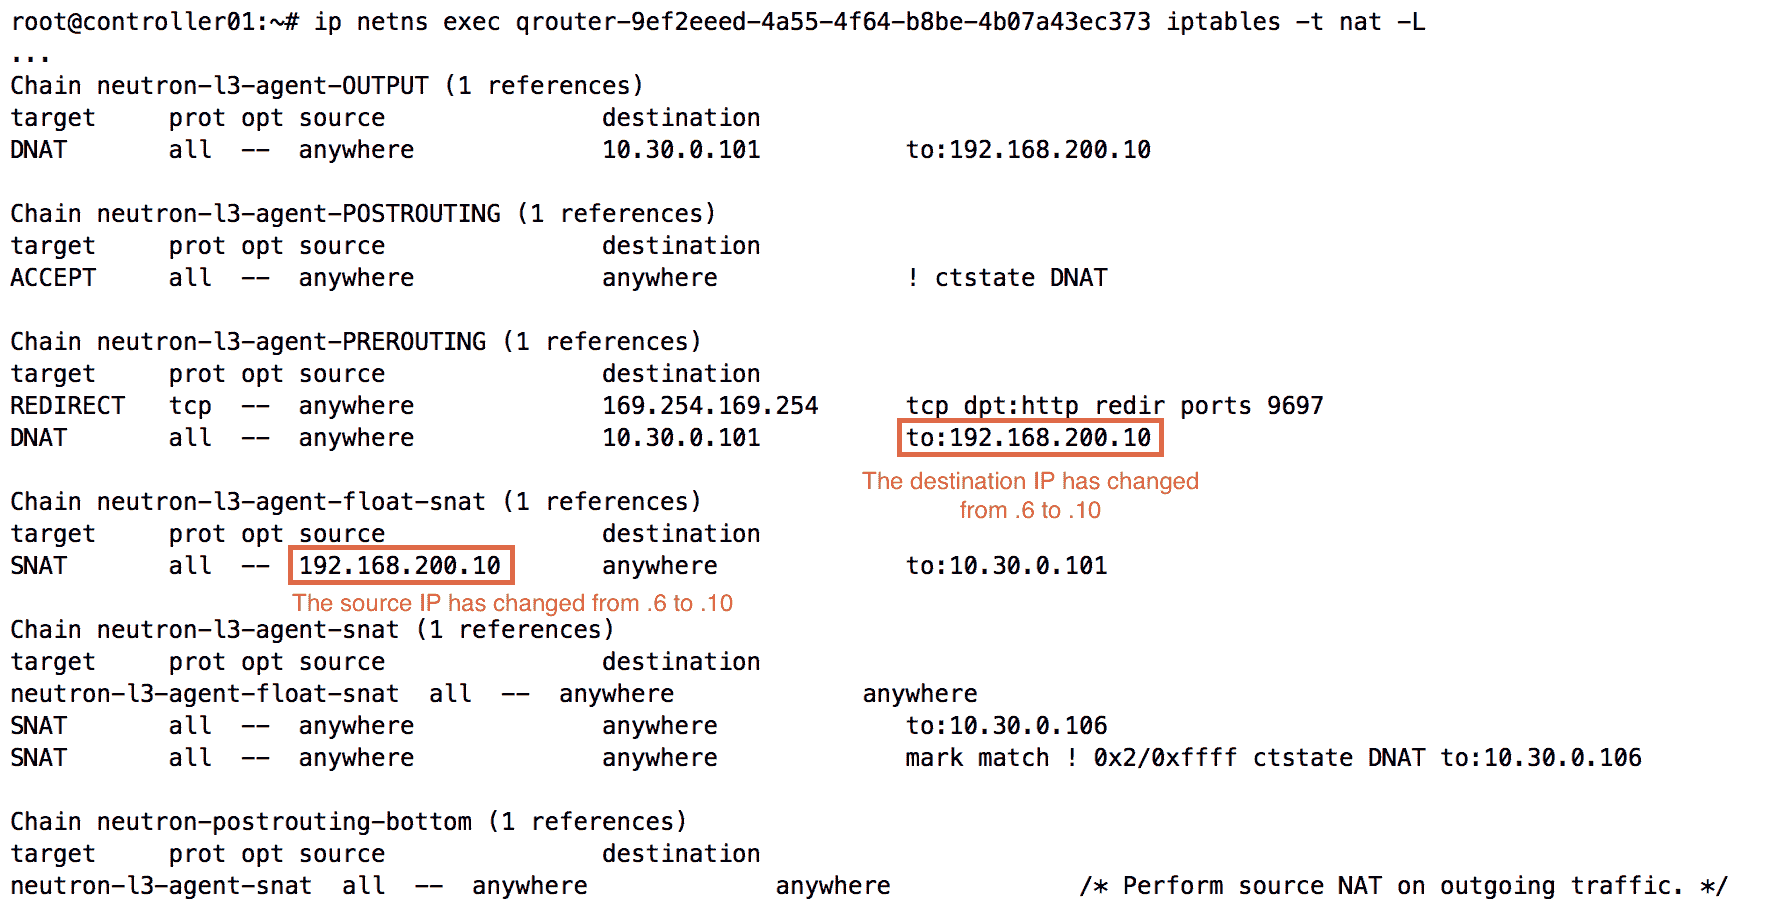 root@controller01:~# ip netns exec qrouter-9ef2eeed-4a55-4f64-b8be-4b07a43ec373 iptables -t nat -L
...
Chain neutron-l3-agent-OUTPUT (1 references)
target     prot opt source               destination
DNAT       all  --  anywhere             10.30.0.101          to:192.168.200.10

Chain neutron-l3-agent-POSTROUTING (1 references)
target     prot opt source               destination
ACCEPT     all  --  anywhere             anywhere             ! ctstate DNAT

Chain neutron-l3-agent-PREROUTING (1 references)
target     prot opt source               destination
REDIRECT   tcp  --  anywhere             169.254.169.254      tcp dpt:http redir ports 9697
DNAT       all  --  anywhere             10.30.0.101          to:192.168.200.10
The destination IP has changed
from .6 to .10
Chain neutron-l3-agent-float-snat (1 references)
target     prot opt source               destination
SNAT       all  --  192.168.200.10       anywhere             to:10.30.0.101
The source IP has changed from .6 to .10
Chain neutron-l3-agent-snat (1 references)
target     prot opt source               destination
neutron-l3-agent-float-snat  all  --  anywhere             anywhere
SNAT       all  --  anywhere             anywhere             to:10.30.0.106
SNAT       all  --  anywhere             anywhere             mark match ! 0x2/0xffff ctstate DNAT to:10.30.0.106

Chain neutron-postrouting-bottom (1 references)
target     prot opt source               destination
neutron-l3-agent-snat  all  --  anywhere             anywhere             /* Perform source NAT on outgoing traffic. */